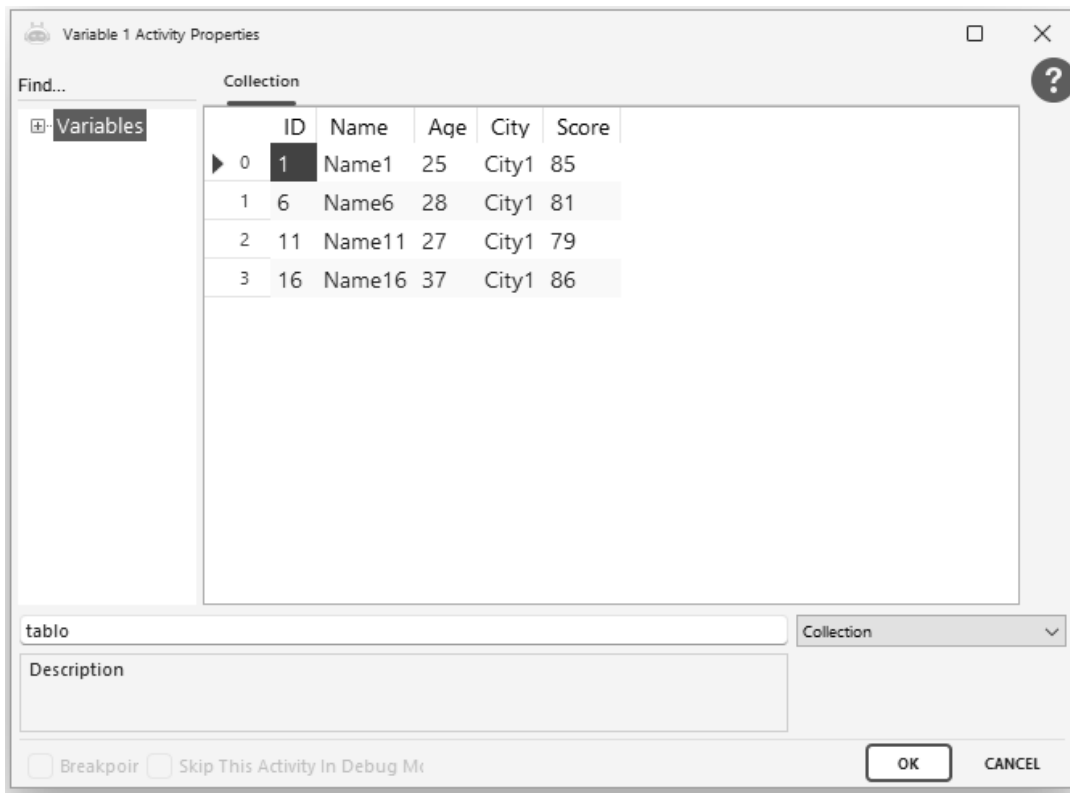 Variable 1 Activity Properties
Find...
Collection
?
Variables
ID Name Age City Score
0 1 Name1 25 City1 85
1 6 Name6 28 City1 81
2 11 Name11 27 City1 79
3 16 Name16 37 City1 86
tablo
Collection
Description
Breakpoir Skip This Activity In Debug Mc
OK CANCEL